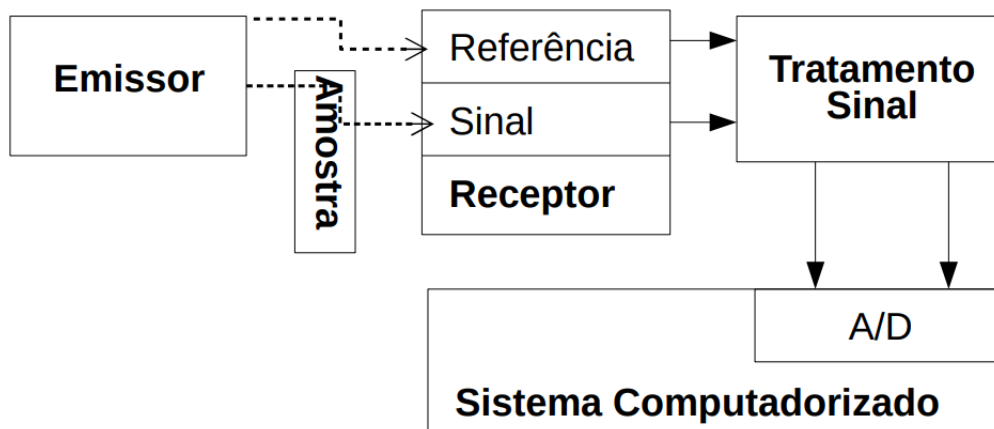 Emissor
Amostra
Referência
Sinal
Receptor
Tratamento
Sinal
A/D
Sistema Computadorizado